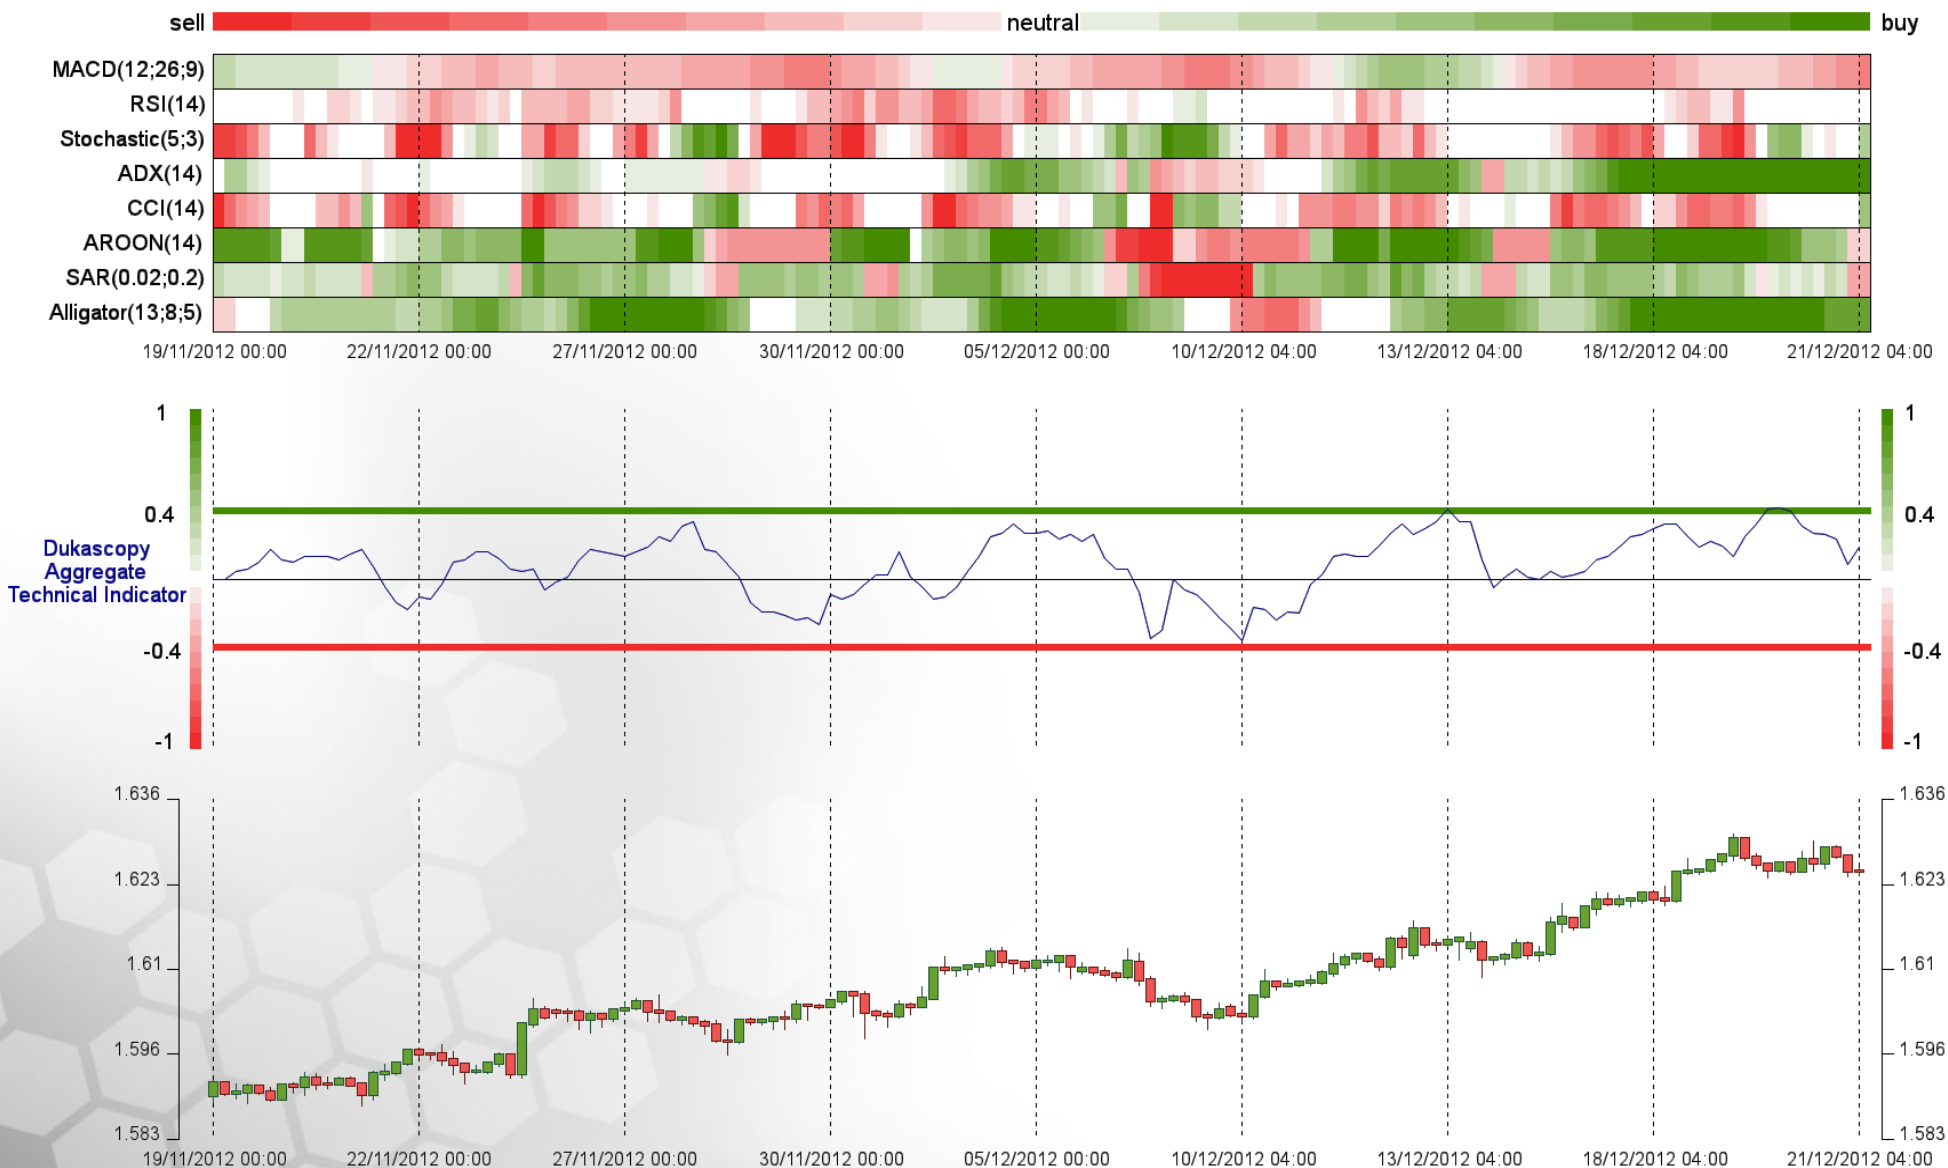 sell neutral buy
MACD(12;26;9)
RSI(14)
Stochastic(5;3)
ADX(14)
CCI(14)
AROON(14)
SAR(0.02;0.2)
Alligator(13;8;5)
19/11/2012 00:00 22/11/2012 00:00 27/11/2012 00:00 30/11/2012 00:00 05/12/2012 00:00 10/12/2012 04:00 13/12/2012 04:00 18/12/2012 04:00 21/12/2012 04:00
1 1
0.4 0.4
Dukascopy
Aggregate
Technical Indicator
-0.4 -0.4
-1 -1
1.636 1.636
1.623 1.623
1.61 1.61
1.596 1.596
1.583 1.583
19/11/2012 00:00 22/11/2012 00:00 27/11/2012 00:00 30/11/2012 00:00 05/12/2012 00:00 10/12/2012 04:00 13/12/2012 04:00 18/12/2012 04:00 21/12/2012 04:00